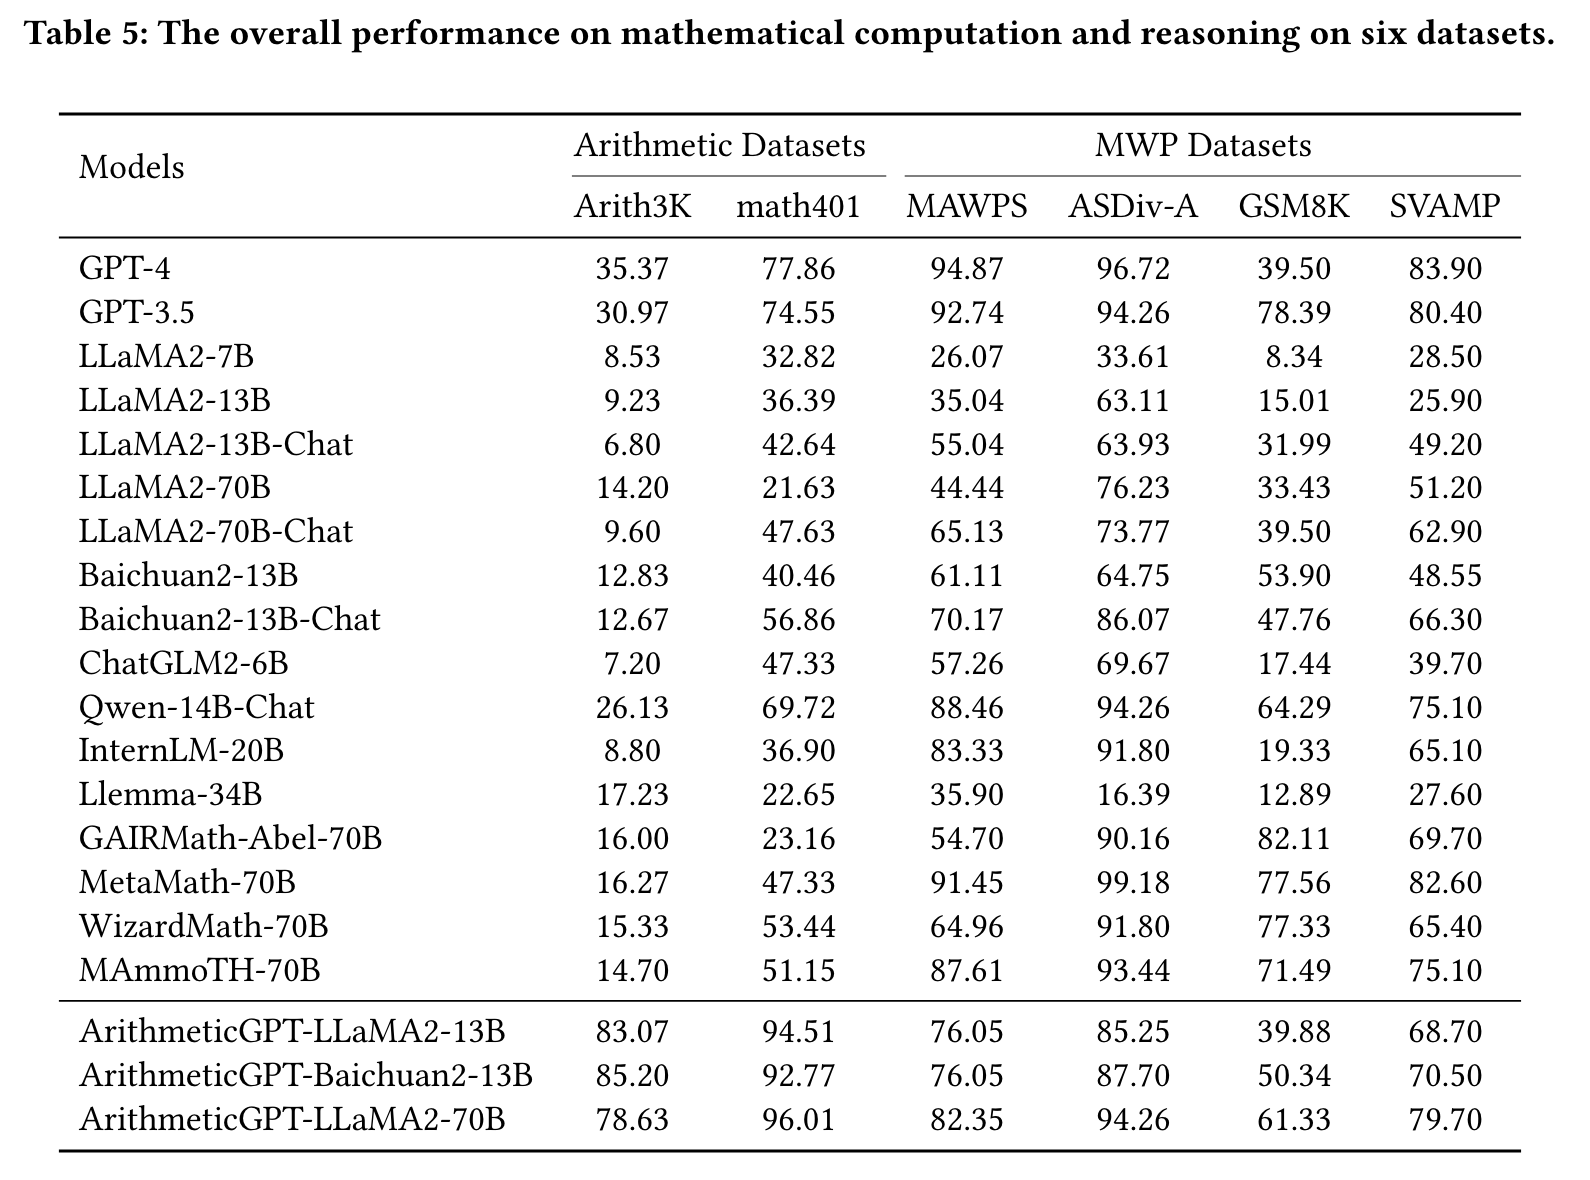 Table 5: The overall performance on mathematical computation and reasoning on six datasets.
Models Arithmetic Datasets MWP Datasets
Arith3K math401 MAWPS ASDiv-A GSM8K SVAMP
GPT-4 35.37 77.86 94.87 96.72 39.50 83.90
GPT-3.5 30.97 74.55 92.74 94.26 78.39 80.40
LLaMA2-7B 8.53 32.82 26.07 33.61 8.34 28.50
LLaMA2-13B 9.23 36.39 35.04 63.11 15.01 25.90
LLaMA2-13B-Chat 6.80 42.64 55.04 63.93 31.99 49.20
LLaMA2-70B 14.20 21.63 44.44 76.23 33.43 51.20
LLaMA2-70B-Chat 9.60 47.63 65.13 73.77 39.50 62.90
Baichuan2-13B 12.83 40.46 61.11 64.75 53.90 48.55
Baichuan2-13B-Chat 12.67 56.86 70.17 86.07 47.76 66.30
ChatGLM2-6B 7.20 47.33 57.26 69.67 17.44 39.70
Qwen-14B-Chat 26.13 69.72 88.46 94.26 64.29 75.10
InternLM-20B 8.80 36.90 83.33 91.80 19.33 65.10
Llemma-34B 17.23 22.65 35.90 16.39 12.89 27.60
GAIRMath-Abel-70B 16.00 23.16 54.70 90.16 82.11 69.70
MetaMath-70B 16.27 47.33 91.45 99.18 77.56 82.60
WizardMath-70B 15.33 53.44 64.96 91.80 77.33 65.40
MAmmoTH-70B 14.70 51.15 87.61 93.44 71.49 75.10
ArithmeticGPT-LLaMA2-13B 83.07 94.51 76.05 85.25 39.88 68.70
ArithmeticGPT-Baichuan2-13B 85.20 92.77 76.05 87.70 50.34 70.50
ArithmeticGPT-LLaMA2-70B 78.63 96.01 82.35 94.26 61.33 79.70